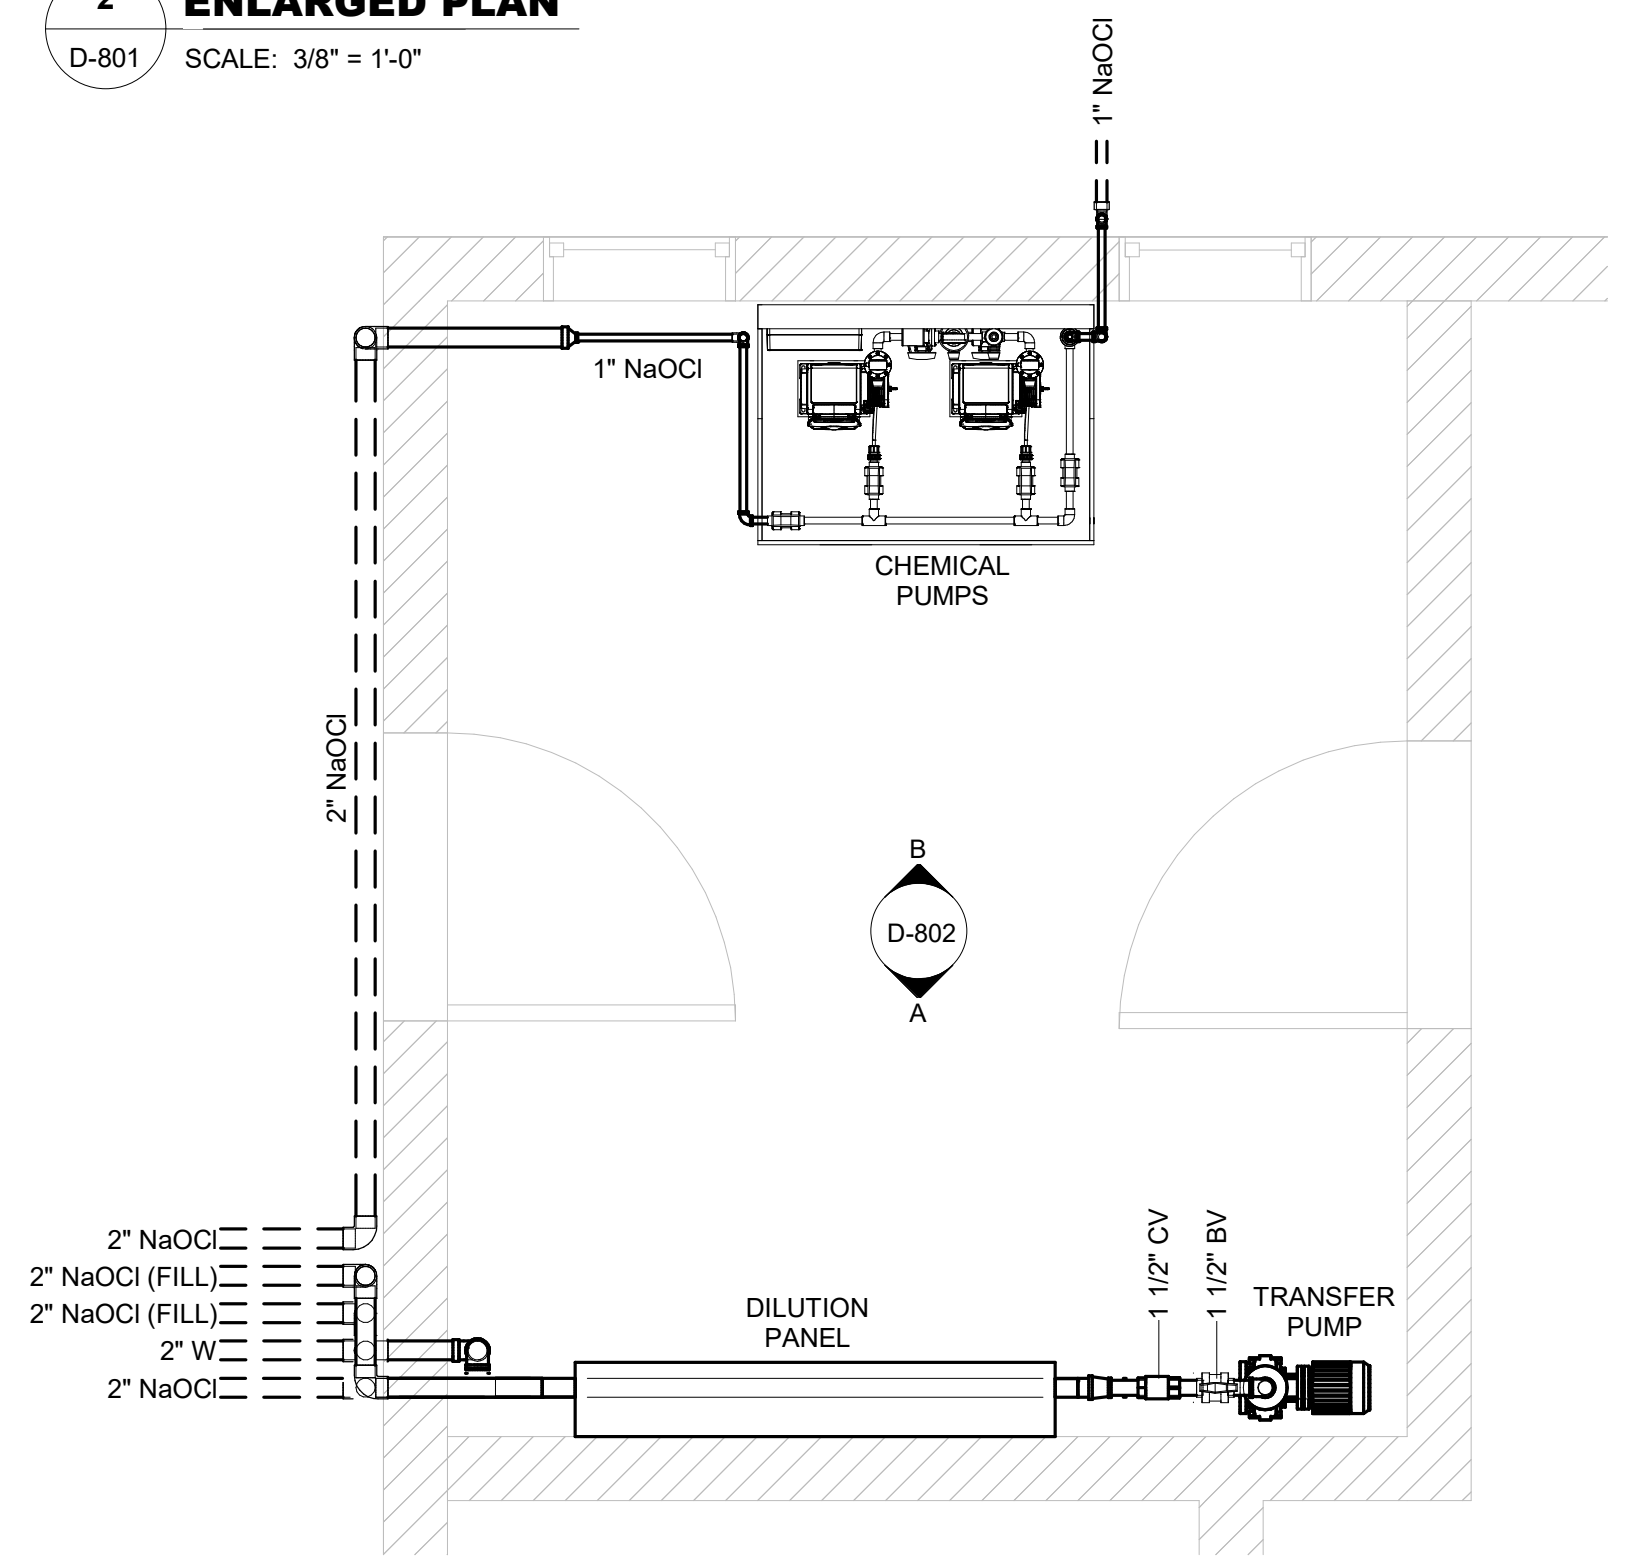 2
ENLARGED PLAN
D-801
SCALE: 3/8" = 1'-0"
1" NaOCl
1" NaOCl
CHEMICAL
PUMPS
2" NaOCl
B
D-802
A
2" NaOCl
2" NaOCl (FILL)
2" NaOCl (FILL)
2" W
2" NaOCl
DILUTION
PANEL
1 1/2" CV
1 1/2" BV
TRANSFER
PUMP